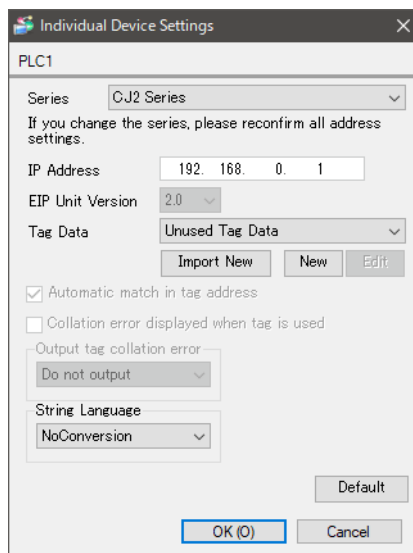 Individual Device Settings
PLC1
Series CJ2 Series
If you change the series, please reconfirm all address
settings.
IP Address 192. 168. 0. 1
EIP Unit Version 2.0
Tag Data Unused Tag Data
Import New New Edit
Automatic match in tag address
Collation error displayed when tag is used
Output tag collation error
Do not output
String Language
NoConversion
Default
OK (O) Cancel